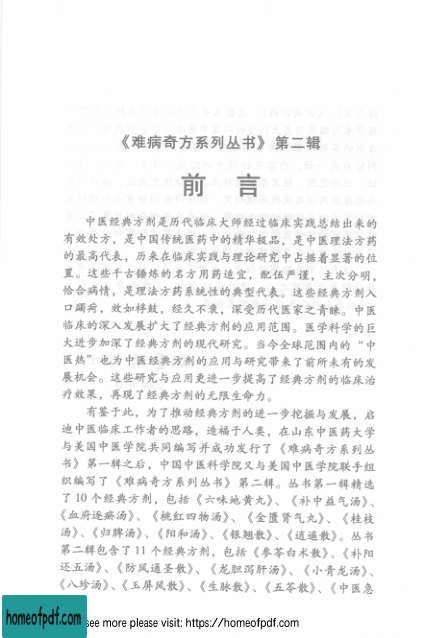 《难病奇方系列丛书》第二辑
前 言
中医经典方剂是历代临床大师经过临床实践总结出来的
有效处方，是中国传统医药中的精华极品，是中医理法方药
的最高代表，历来在临床实践与理论研究中占据着显著的位
置。这些千古锤炼的名方用药适宜，配伍严谨，主次分明，
恰合病情，是理法方药系统性的典型代表。这些经典方剂入
口蠲疴，效如桴鼓，经久不衰，深受历代医家之青睐。中医
临床的深入发展扩大了经典方剂的应用范围。医学科学的巨
大进步加深了经典方剂的现代研究。当今全球范围内的“中
医热”也为中医经典方剂的应用与研究带来了前所未有的发
展机会。这些研究与应用更进一步提高了经典方剂的临床治
疗效果，再现了经典方剂的无限生命力。
有鉴于此，为了推动经典方剂的进一步挖掘与发展，启
迪中医临床工作者的思路，造福于人类，在山东中医药大学
与美国中医学院共同编写并成功发行了《难病奇方系列丛
书》第一辑之后，中国中医科学院又与美国中医学院联手组
织编写了《难病奇方系列丛书》第二辑。丛书第一辑精选
了10个经典方剂，包括《六味地黄丸》、《补中益气汤》、
《血府逐瘀汤》、《桃红四物汤》、《金匮肾气丸》、《桂枝
汤》、《归脾汤》、《阳和汤》、《银翘散》、《逍遥散》。丛书
第二辑包含了11个经典方剂，包括《参苓白术散》、《补阳
还五汤》、《防风通圣散》、《龙胆泻肝汤》、《小青龙汤》、
《八珍汤》、《玉屏风散》、《生脉散》、《五苓散》、《中医急
homeofpdf.com
see more please visit: https://homeofpdf.com